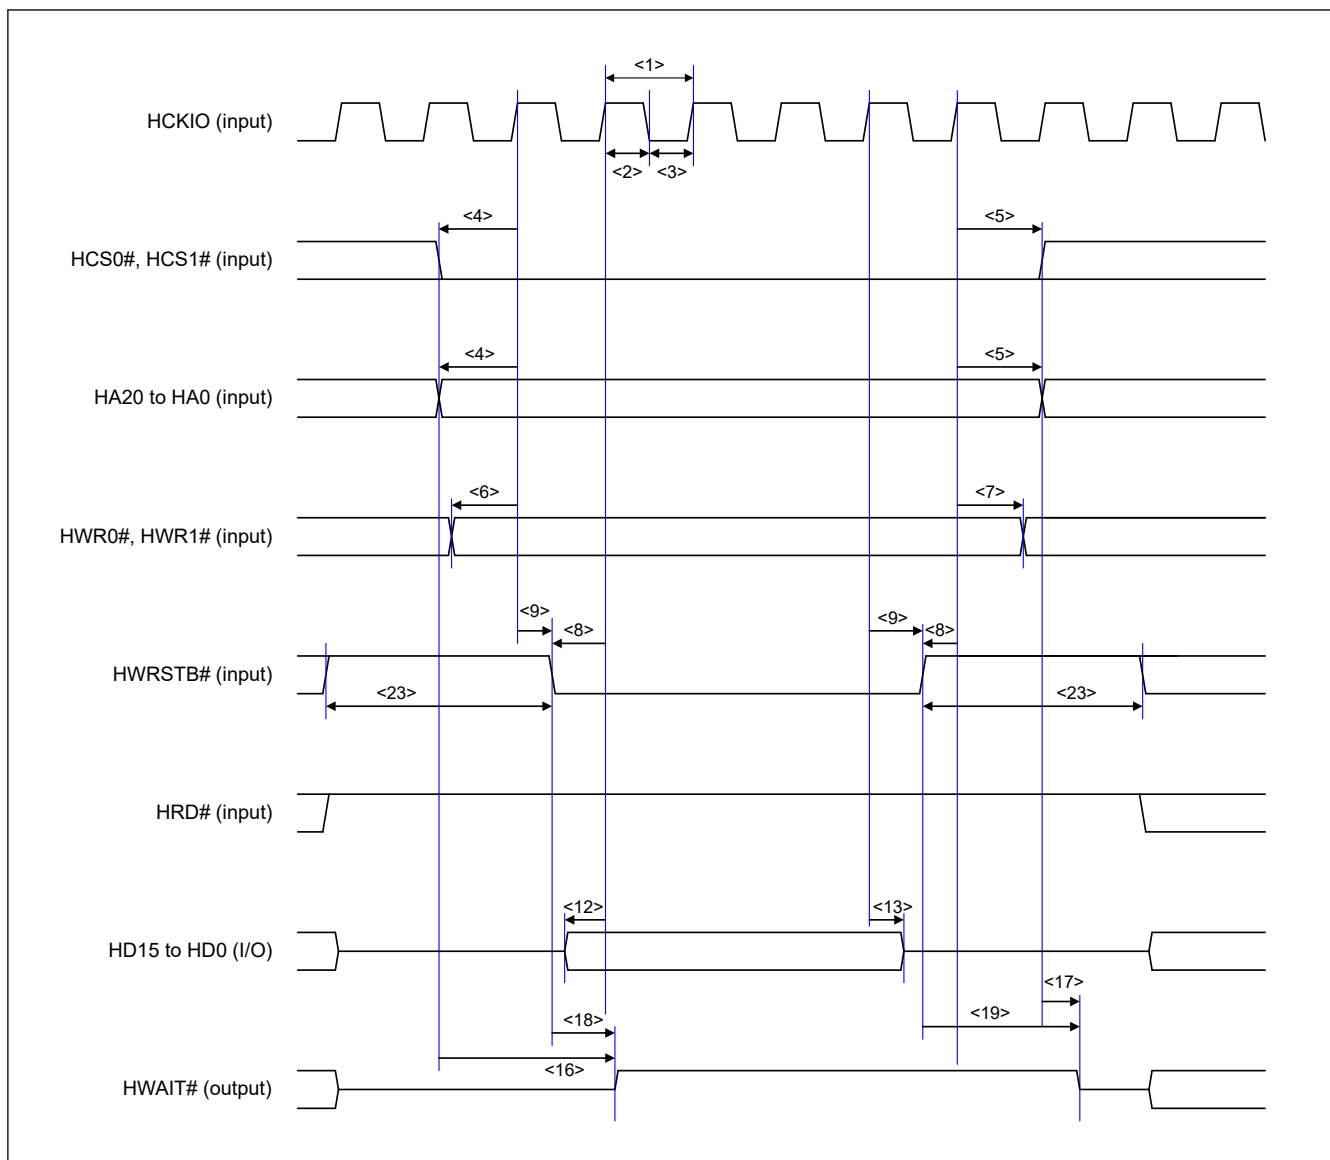 <1>
HCKIO (input)
<2> <3>
<4> <5>
HCS0#, HCS1# (input)
<4> <5>
HA20 to HA0 (input)
<6> <7>
HWR0#, HWR1# (input)
<9> <8> <9> <8>
HWRSTB# (input)
<23> <23>
HRD# (input)
<12> <13>
HD15 to HD0 (I/O)
<17>
<18> <19>
<16>
HWAIT# (output)